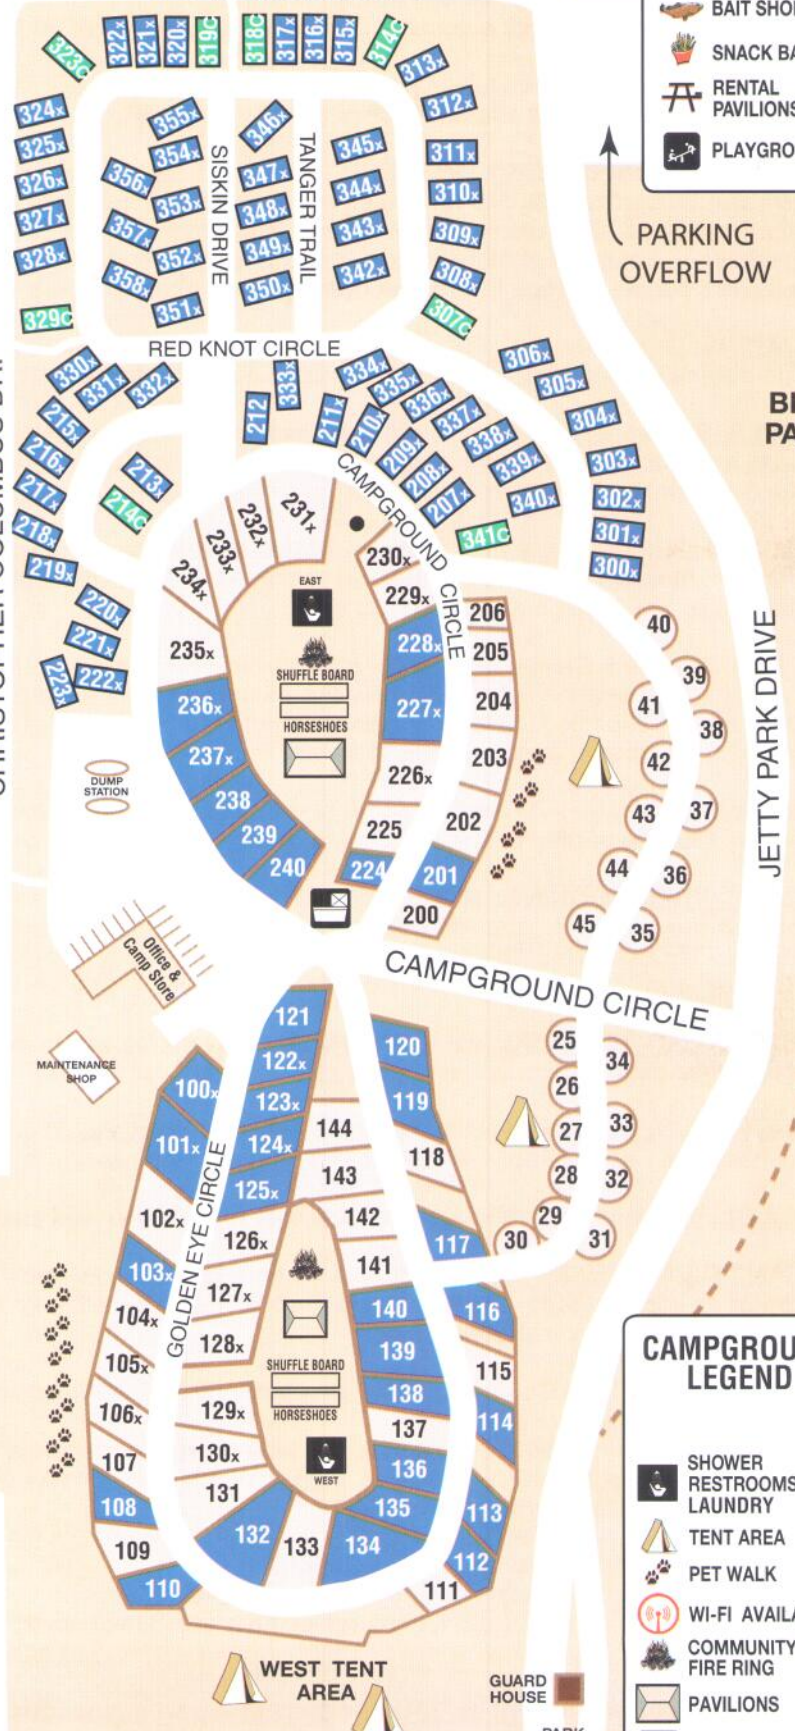 BAIT SHO
SNACK BA
RENTAL
PAVILIONS
PLAYGRO
PARKING
OVERFLOW
323c
322x
321x
320x
319c
318c
317x
316x
315x
314c
313x
324x
325x
326x
327x
328x
329c
355x
354x
356x
353x
357x
352x
358x
351x
SISKIN DRIVE
346x
347x
348x
349x
350x
TANGER TRAIL
345x
344x
343x
342x
312x
311x
310x
309x
308x
307c
RED KNOT CIRCLE
330x
331x
332x
333x
334x
335x
336x
337x
338x
339x
340x
341c
306x
305x
304x
303x
302x
301x
300x
215x
216x
217x
218x
219x
213x
214c
212
211x
210x
209x
208x
207x
220x
221x
222x
223x
CAMPGROUND CIRCLE
231x
232x
233x
234x
235x
236x
237x
238
239
240
230x
229x
228x
227x
226x
225
224
EAST
SHUFFLE BOARD
HORSESHOES
206
205
204
203
202
201
200
DUMP
STATION
40
39
41
38
42
43
37
44
36
45
35
JETTY PARK DRIVE
Office &
Camp Store
CAMPGROUND CIRCLE
MAINTENANCE
SHOP
121
122x
123x
124x
125x
126x
127x
128x
129x
130x
131
132
133
134
135
136
137
138
139
140
141
142
143
144
120
119
118
117
116
115
114
113
112
111
100x
101x
102x
103x
104x
105x
106x
107
108
109
110
GOLDEN EYE CIRCLE
SHUFFLE BOARD
HORSESHOES
WEST
25
34
26
27
33
28
32
29
30
31
WEST TENT
AREA
GUARD
HOUSE
CAMPGROU
LEGEND
SHOWER
RESTROOMS
LAUNDRY
TENT AREA
PET WALK
WI-FI AVAILA
COMMUNITY
FIRE RING
PAVILIONS